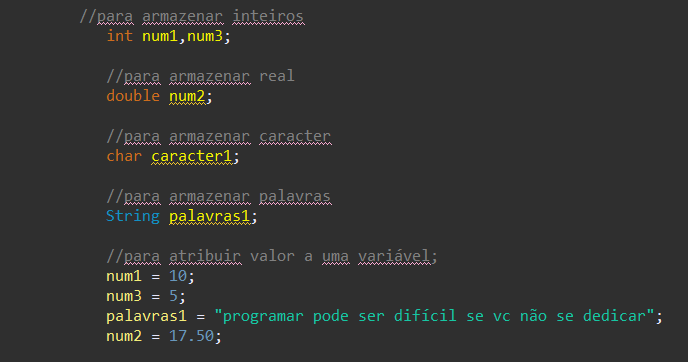 //para armazenar inteiros
int num1,num3;
//para armazenar real
double num2;
//para armazenar caracter
char caracter1;
//para armazenar palavras
String palavras1;
//para atribuir valor a uma variável;
num1 = 10;
num3 = 5;
palavras1 = "programar pode ser difícil se vc não se dedicar";
num2 = 17.50;